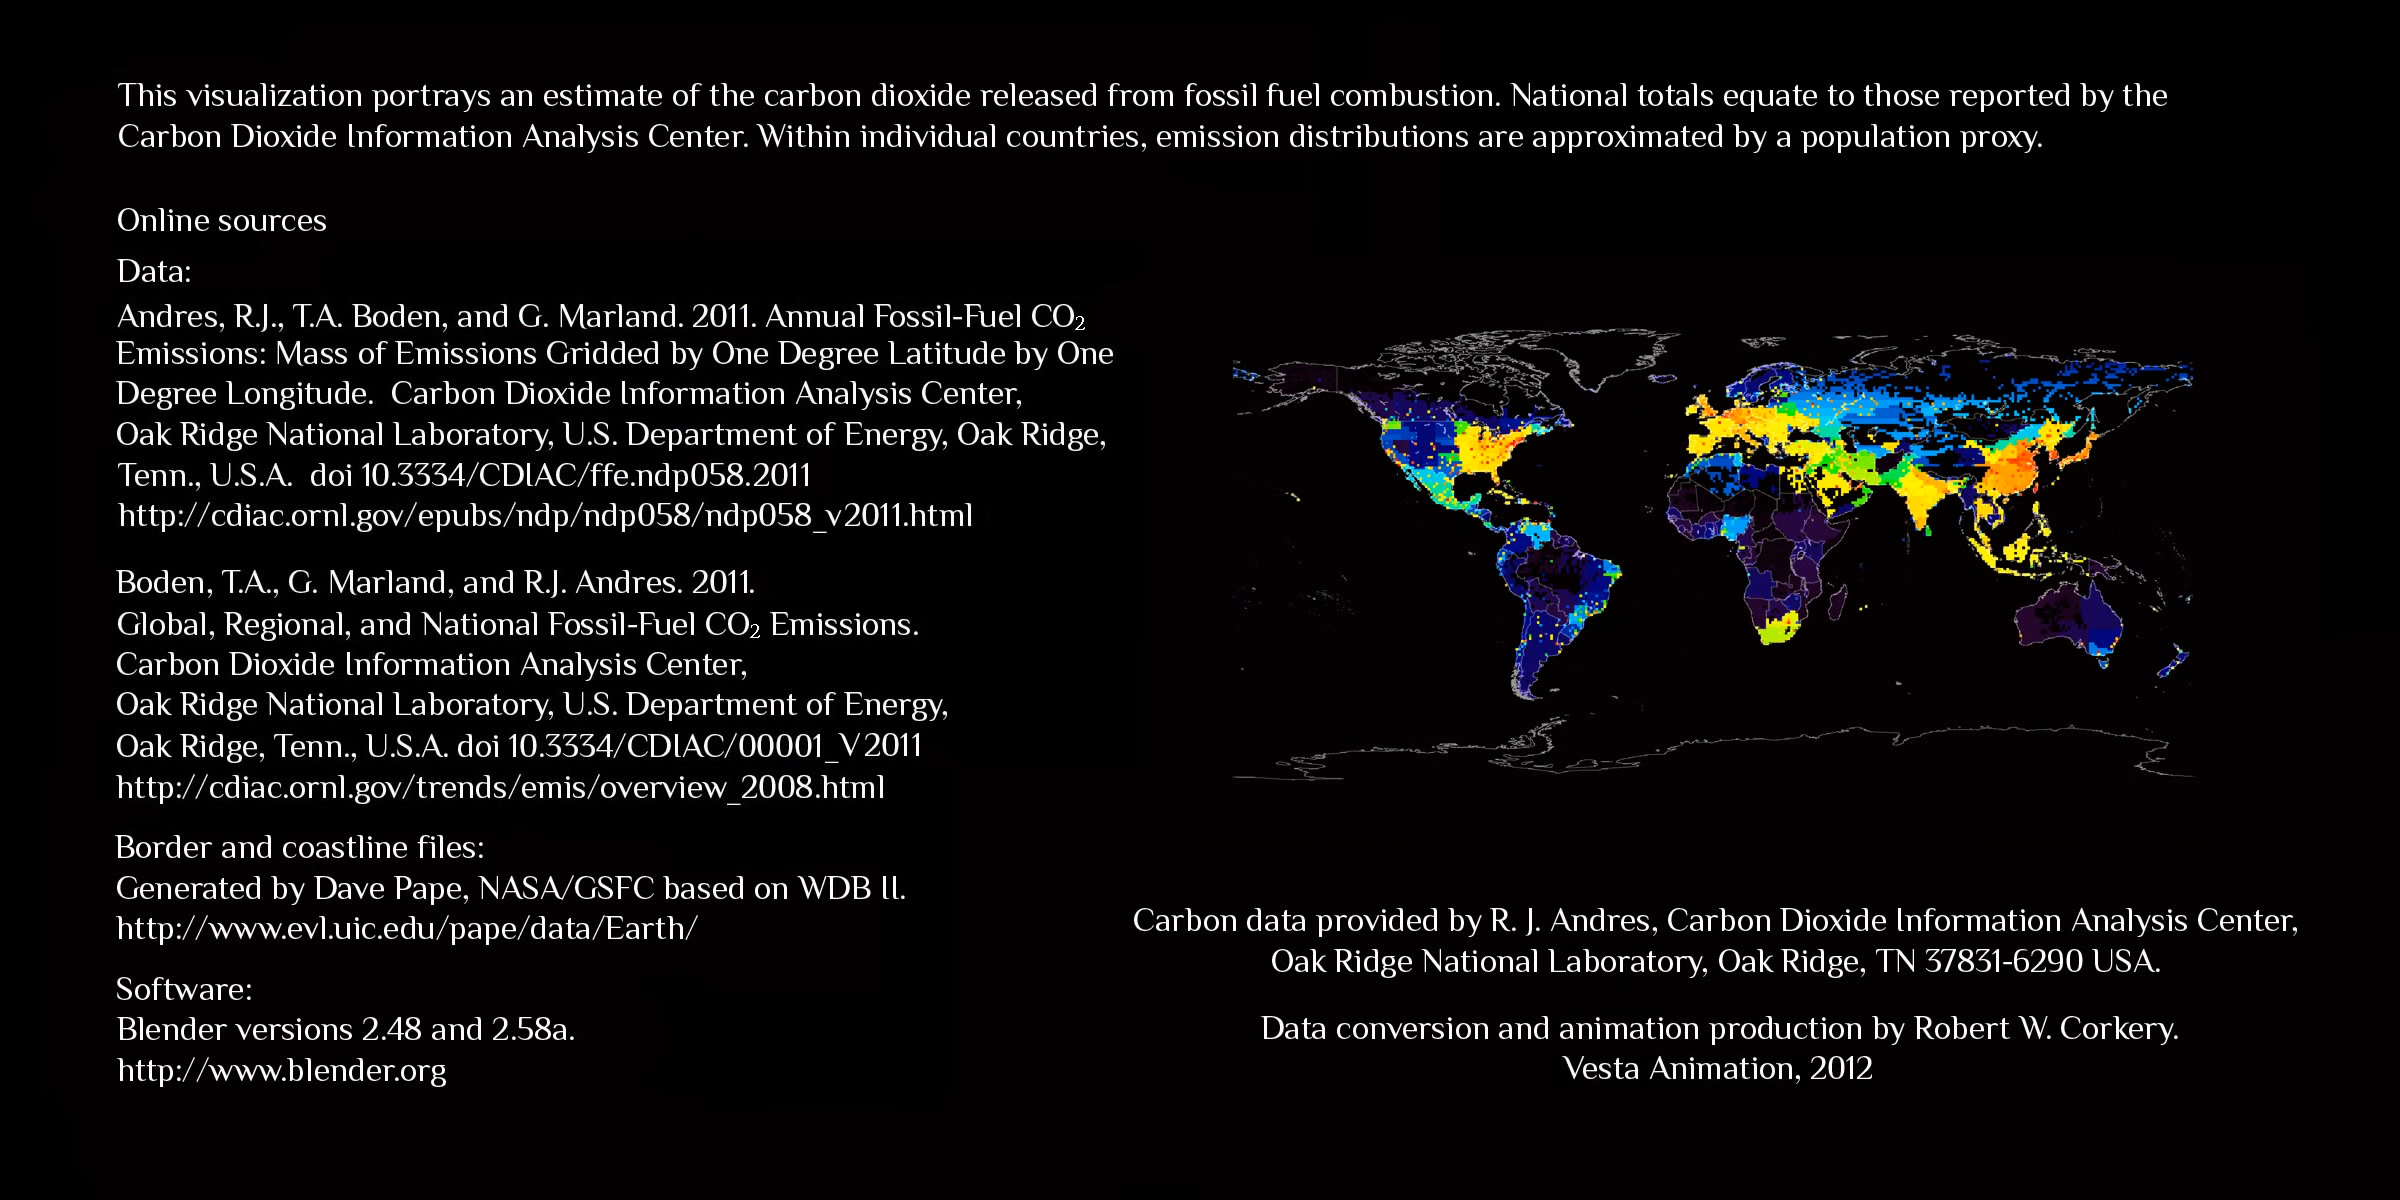 This visualization portrays an estimate of the carbon dioxide released from fossil fuel combustion. National totals equate to those reported by the
Carbon Dioxide Information Analysis Center. Within individual countries, emission distributions are approximated by a population proxy.
Online sources
Data:
Andres, R.J., T.A. Boden, and G. Marland. 2011. Annual Fossil-Fuel CO₂
Emissions: Mass of Emissions Gridded by One Degree Latitude by One
Degree Longitude.  Carbon Dioxide Information Analysis Center,
Oak Ridge National Laboratory, U.S. Department of Energy, Oak Ridge,
Tenn., U.S.A.  doi 10.3334/CDIAC/ffe.ndp058.2011
http://cdiac.ornl.gov/epubs/ndp/ndp058/ndp058_v2011.html
Boden, T.A., G. Marland, and R.J. Andres. 2011.
Global, Regional, and National Fossil-Fuel CO₂ Emissions.
Carbon Dioxide Information Analysis Center,
Oak Ridge National Laboratory, U.S. Department of Energy,
Oak Ridge, Tenn., U.S.A. doi 10.3334/CDIAC/00001_V2011
http://cdiac.ornl.gov/trends/emis/overview_2008.html
Border and coastline files:
Generated by Dave Pape, NASA/GSFC based on WDB II.
http://www.evl.uic.edu/pape/data/Earth/
Software:
Blender versions 2.48 and 2.58a.
http://www.blender.org
Carbon data provided by R. J. Andres, Carbon Dioxide Information Analysis Center,
Oak Ridge National Laboratory, Oak Ridge, TN 37831-6290 USA.
Data conversion and animation production by Robert W. Corkery.
Vesta Animation, 2012